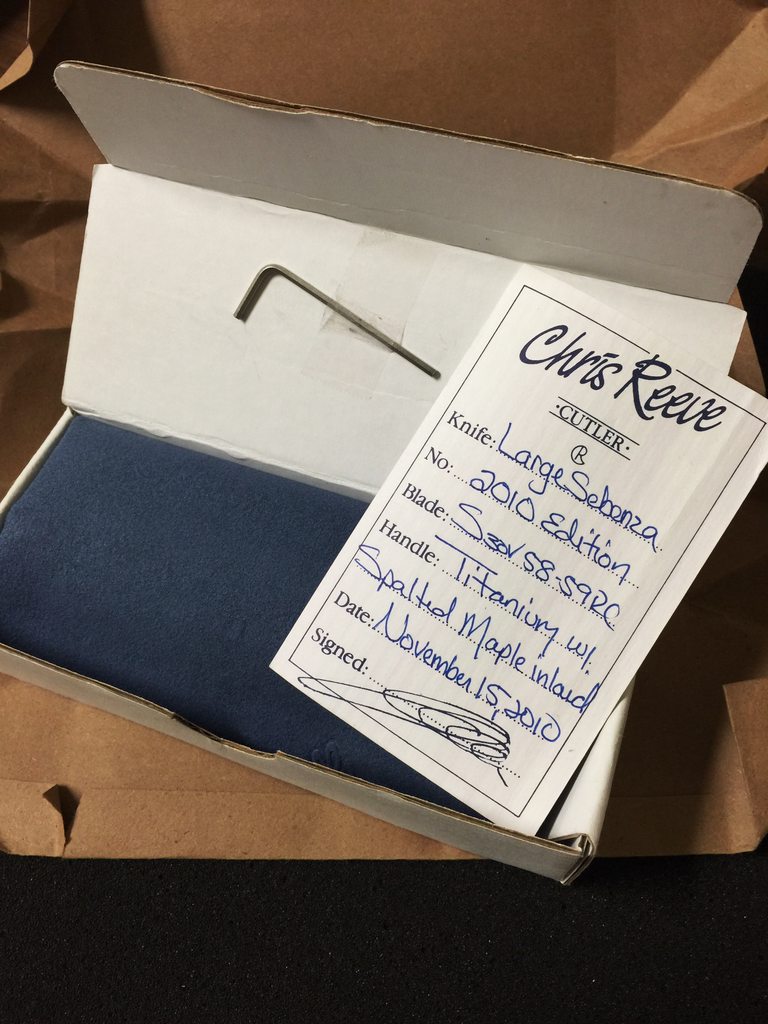 Chris Reeve
·CUTLER·
CR
Knife: Large Sebenza
No: 2010 Edition
Blade: S30V 58-59RC
Handle: Titanium w/.
Spalted Maple inlaid
Date: November 15, 2010
Signed: